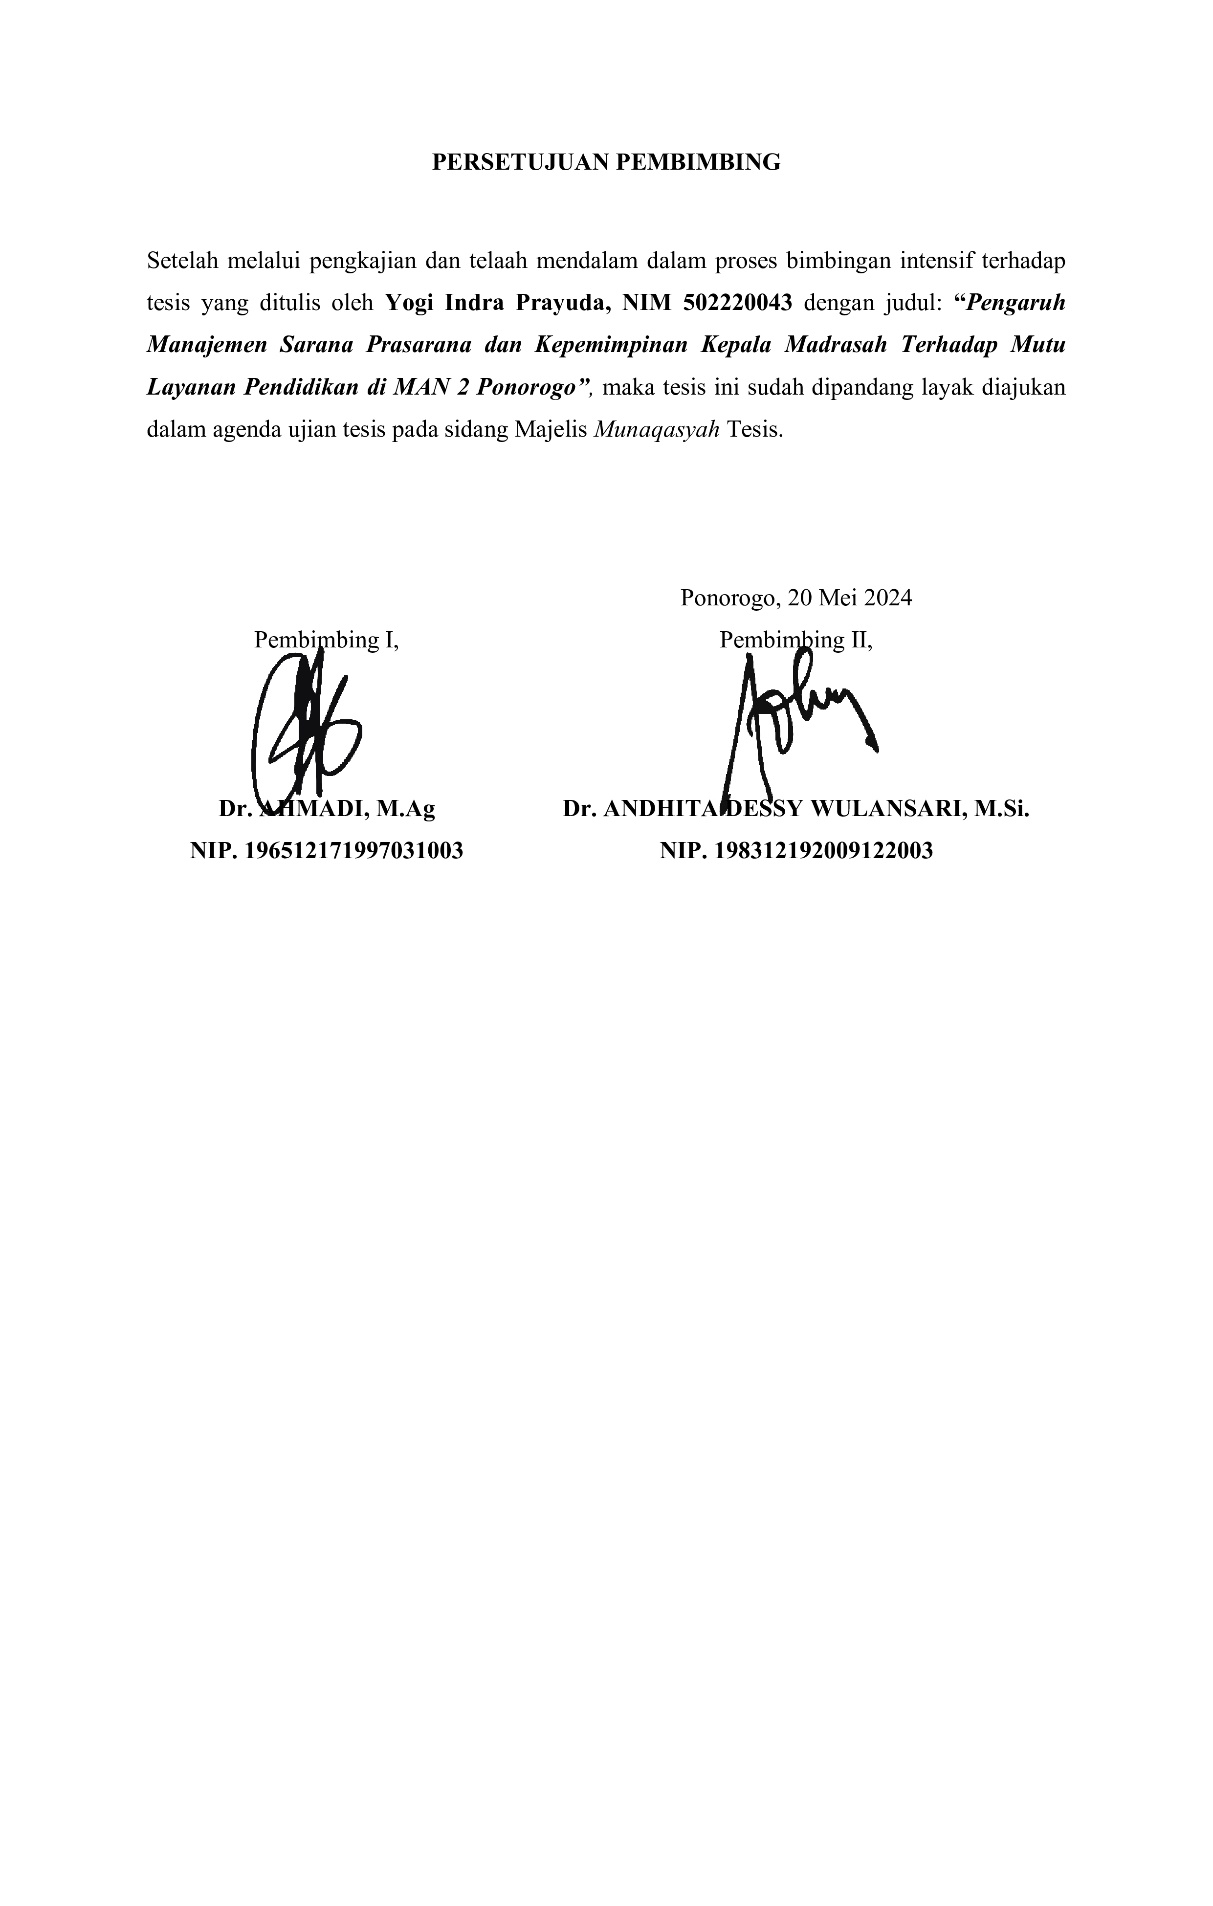 PERSETUJUAN PEMBIMBING
Setelah melalui pengkajian dan telaah mendalam dalam proses bimbingan intensif terhadap
tesis yang ditulis oleh Yogi Indra Prayuda, NIM 502220043 dengan judul: “Pengaruh
Manajemen Sarana Prasarana dan Kepemimpinan Kepala Madrasah Terhadap Mutu
Layanan Pendidikan di MAN 2 Ponorogo”, maka tesis ini sudah dipandang layak diajukan
dalam agenda ujian tesis pada sidang Majelis Munaqasyah Tesis.
Ponorogo, 20 Mei 2024
Pembimbing I,
Pembimbing II,
Dr. AHMADI, M.Ag
Dr. ANDHITA DESSY WULANSARI, M.Si.
NIP. 196512171997031003
NIP. 198312192009122003